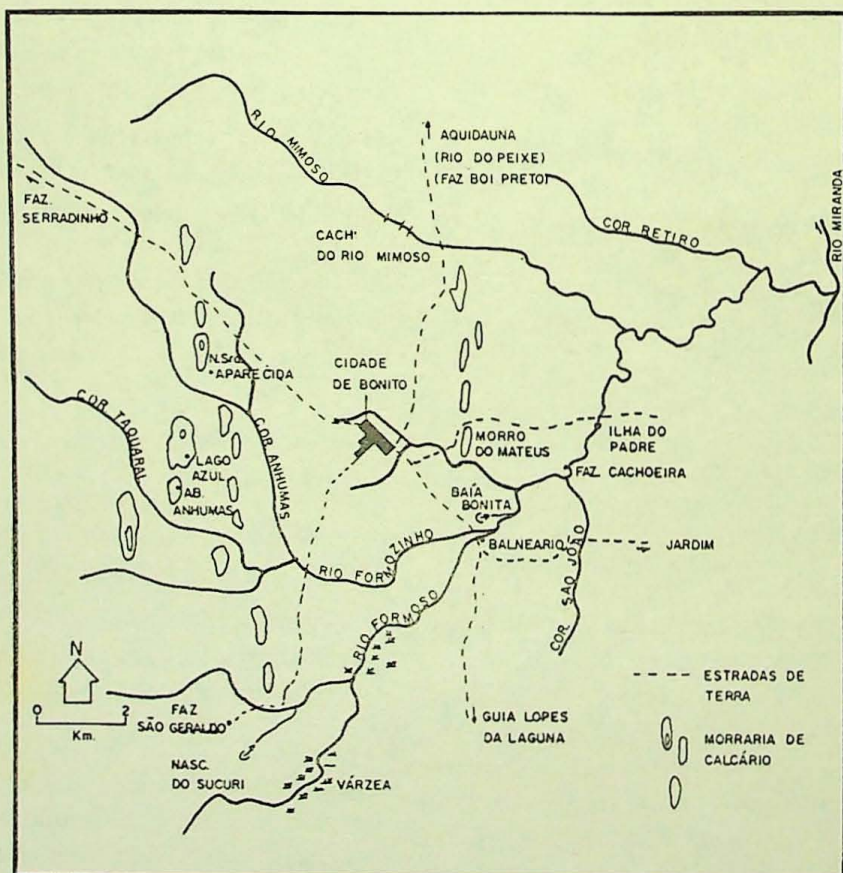 RIO MIMOSO
AQUIDAUNA
(RIO DO PEIXE)
(FAZ BOI PRETO)
RIO MIRANDA
FAZ.
SERRADINHO
COR RETIRO
CACH.
DO RIO MIMOSO
N.Sra.
APARECIDA
CIDADE
DE BONITO
COR TAQUARAL
COR ANHUMAS
LAGO
AZUL
AB.
ANHUMAS
MORRO
DO MATEUS
ILHA DO
PADRE
FAZ. CACHOEIRA
BAÍA
BONITA
BALNEARIO
JARDIM
RIO FORMOZINHO
RIO FORMOSO
COR SAO JOÃO
N
0 2
Km.
FAZ
SÃO GERALDO
NASC.
DO SUCURI
VÁRZEA
GUIA LOPES
DA LAGUNA
ESTRADAS DE
TERRA
MORRARIA DE
CALCÁRIO